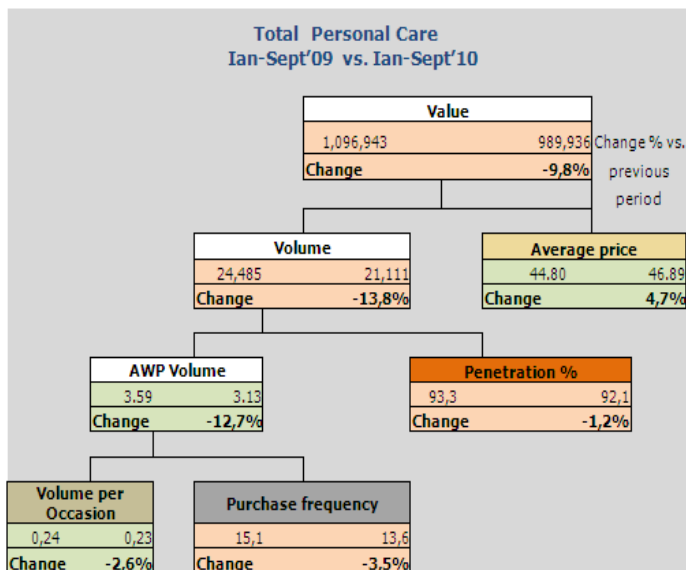 Total Personal Care
Ian-Sept'09 vs. Ian-Sept'10
Value
1,096,943 989,936 Change % vs.
Change -9,8% previous
period
Volume
24,485 21,111
Change -13,8%
Average price
44.80 46.89
Change 4,7%
AWP Volume
3.59 3.13
Change -12,7%
Penetration %
93,3 92,1
Change -1,2%
Volume per
Occasion
0,24 0,23
Change -2,6%
Purchase frequency
15,1 13,6
Change -3,5%